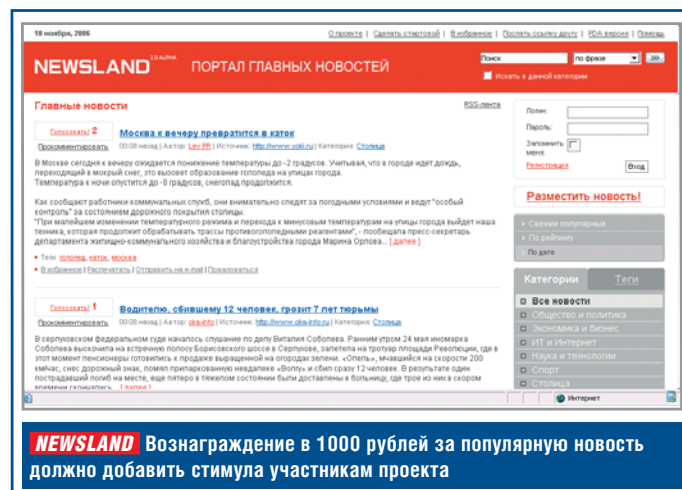 10 ноября, 2006
О проекте | Сделать стартовой | В избранное | Послать ссылку другу | PDA версия | Помощь
NEWSLAND 2.0 ALPHA ПОРТАЛ ГЛАВНЫХ НОВОСТЕЙ
Поиск по фразе >>>
Искать в данной категории
Главные новости
RSS-лента
Голосовать! 2 Москва к вечеру превратится в каток
Прокомментировать 00:08 назад | Автор: Lev PR | Источник: http://www.yoki.ru | Категория: Столица
В Москве сегодня к вечеру ожидается понижение температуры до -2 градусов. Учитывая, что в городе идет дождь,
переходящий в мокрый снег, это вызовет образование гололеда на улицах города.
Температура к ночи опустится до -8 градусов, снегопад продолжится.
Как сообщают работники коммунальных служб, они внимательно следят за погодными условиями и ведут "особый
контроль" за состоянием дорожного покрытия столицы.
"При малейшем изменении температурного режима и перехода к минусовым температурам на улицы города выйдет наша
техника, которая продолжит обрабатывать трассы противогололедными реагентами", - пообещала пресс-секретарь
департамента жилищно-коммунального хозяйства и благоустройства города Марина Орлова... [ далее ]
Теги: гололед, каток, москва
В избранное | Распечатать | Отправить на e-mail | Пожаловаться
Голосовать! 1 Водителю, сбившему 12 человек, грозит 7 лет тюрьмы
Прокомментировать 00:08 назад | Автор: oka-info | Источник: http://www.oka-info.ru | Категория: Столица
В серпуховском федеральном суде началось слушание по делу Виталия Соболева. Ранним утром 24 мая иномарка
Соболева выскочила на встречную полосу Борисовского шоссе в Серпухове, залетела на тротуар площади Революции, где в
этот момент пенсионеры готовились к продаже выращенной на огородах зелени. «Опель», мчавшийся на скорости 200
км/час, снес дорожный знак, помял припаркованную невдалеке «Волгу» и сбил сразу 12 человек. В результате один
пострадавший погиб на месте, еще пятеро в тяжелом состоянии были доставлены в больницу, где трое из них в скором
времени скончались... [ далее ]
Логин:
Пароль:
Запомнить меня:
Регистрация Вход
Разместить новость!
Свежие популярные
По рейтингу
По дате
Категории Теги
Все новости
Общество и политика
Экономика и бизнес
ИТ и Интернет
Наука и технологии
Спорт
Столица
Интернет
NEWSLAND Вознаграждение в 1000 рублей за популярную новость
должно добавить стимула участникам проекта